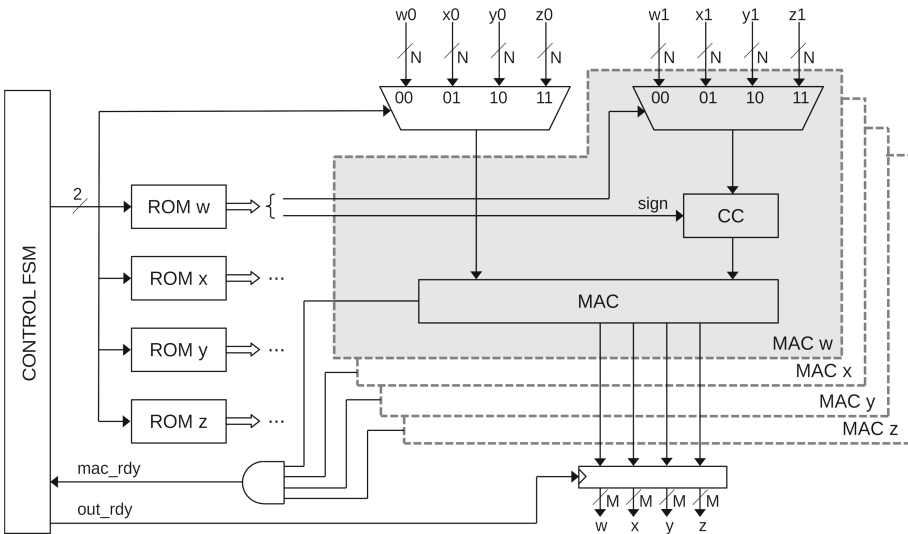 w0 x0 y0 z0 w1 x1 y1 z1
N N N N N N N N
00 01 10 11 00 01 10 11
2
ROM w {
sign
CC
ROM x ...
MAC
CONTROL FSM
ROM y ...
MAC w
MAC x
MAC y
ROM z ...
MAC z
mac_rdy
out_rdy
M M M M
w x y z